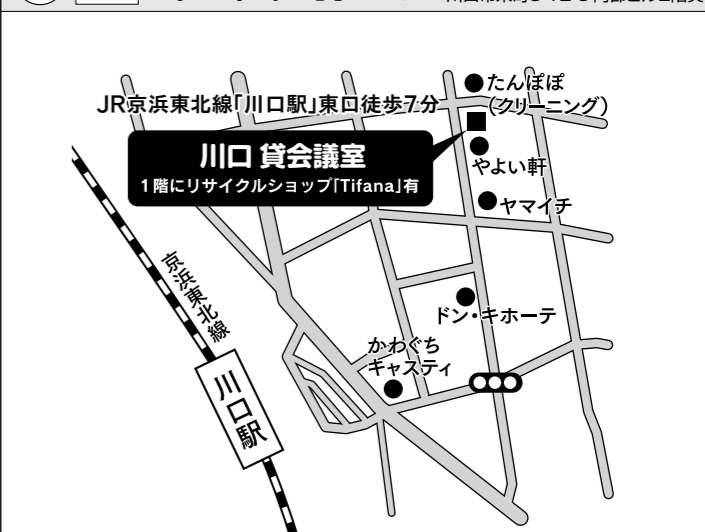 JR京浜東北線「川口駅」東口徒歩7分
川口 貸会議室
1階にリサイクルショップ「Tifana」有
たんぽぽ
(クリーニング)
やよい軒
ヤマイチ
京浜東北線
ドン・キホーテ
かわぐち
キャスティ
川口駅